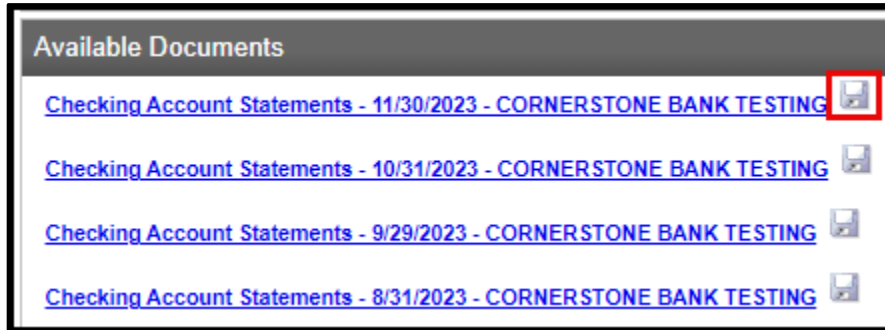 Available Documents
Checking Account Statements - 11/30/2023 - CORNERSTONE BANK TESTING
Checking Account Statements - 10/31/2023 - CORNERSTONE BANK TESTING
Checking Account Statements - 9/29/2023 - CORNERSTONE BANK TESTING
Checking Account Statements - 8/31/2023 - CORNERSTONE BANK TESTING